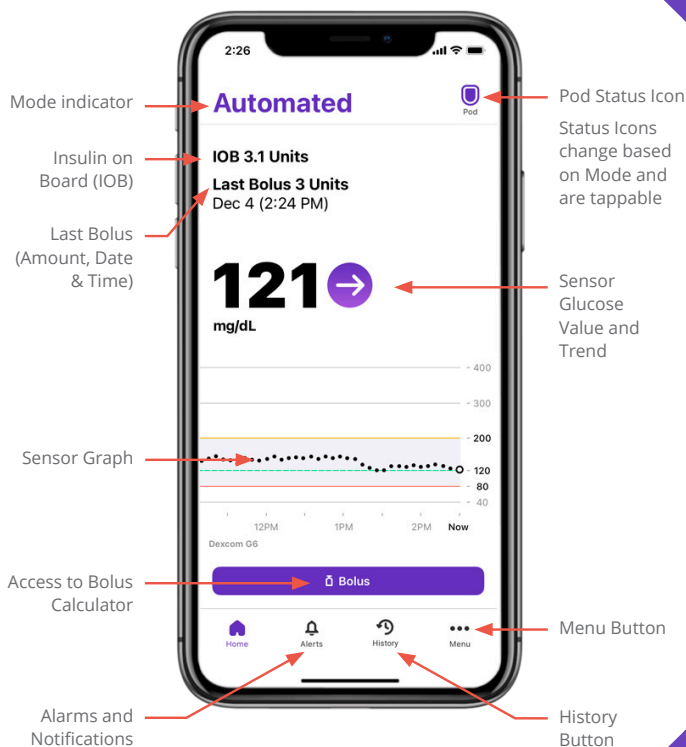 2:26
Mode indicator
Automated
Pod
Pod Status Icon
Status Icons
change based
on Mode and
are tappable
Insulin on
Board (IOB)
IOB 3.1 Units
Last Bolus 3 Units
Dec 4 (2:24 PM)
Last Bolus
(Amount, Date
& Time)
121
mg/dL
Sensor
Glucose
Value and
Trend
400
300
200
120
80
40
Sensor Graph
12PM
1PM
2PM
Now
Dexcom G6
Access to Bolus
Calculator
Bolus
Home
Alerts
History
Menu
Menu Button
Alarms and
Notifications
History
Button